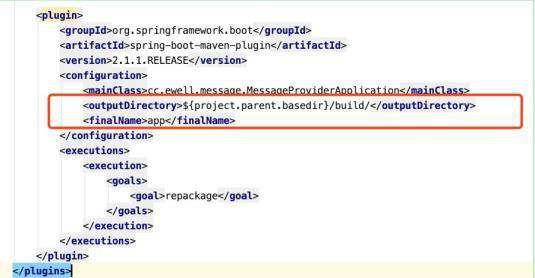 <plugin>
<groupId>org.springframework.boot</groupId>
<artifactId>spring-boot-maven-plugin</artifactId>
<version>2.1.1.RELEASE</version>
<configuration>
<mainClass>cc.ewell.message.MessageProviderApplication</mainClass>
<outputDirectory>${project.parent.basedir}/build/</outputDirectory>
<finalName>app</finalName>
</configuration>
<executions>
<execution>
<goals>
<goal>repackage</goal>
</goals>
</execution>
</executions>
</plugin>
</plugins>